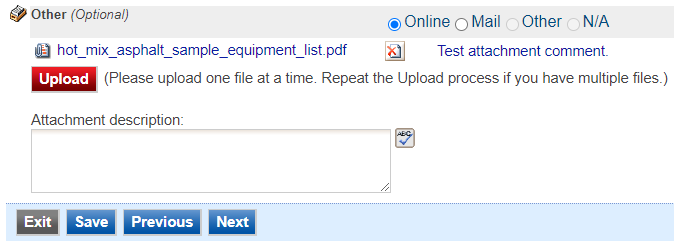 Other (Optional) Online Mail Other N/A
hot_mix_asphalt_sample_equipment_list.pdf Test attachment comment.
Upload (Please upload one file at a time. Repeat the Upload process if you have multiple files.)
Attachment description:
ABC
Exit Save Previous Next